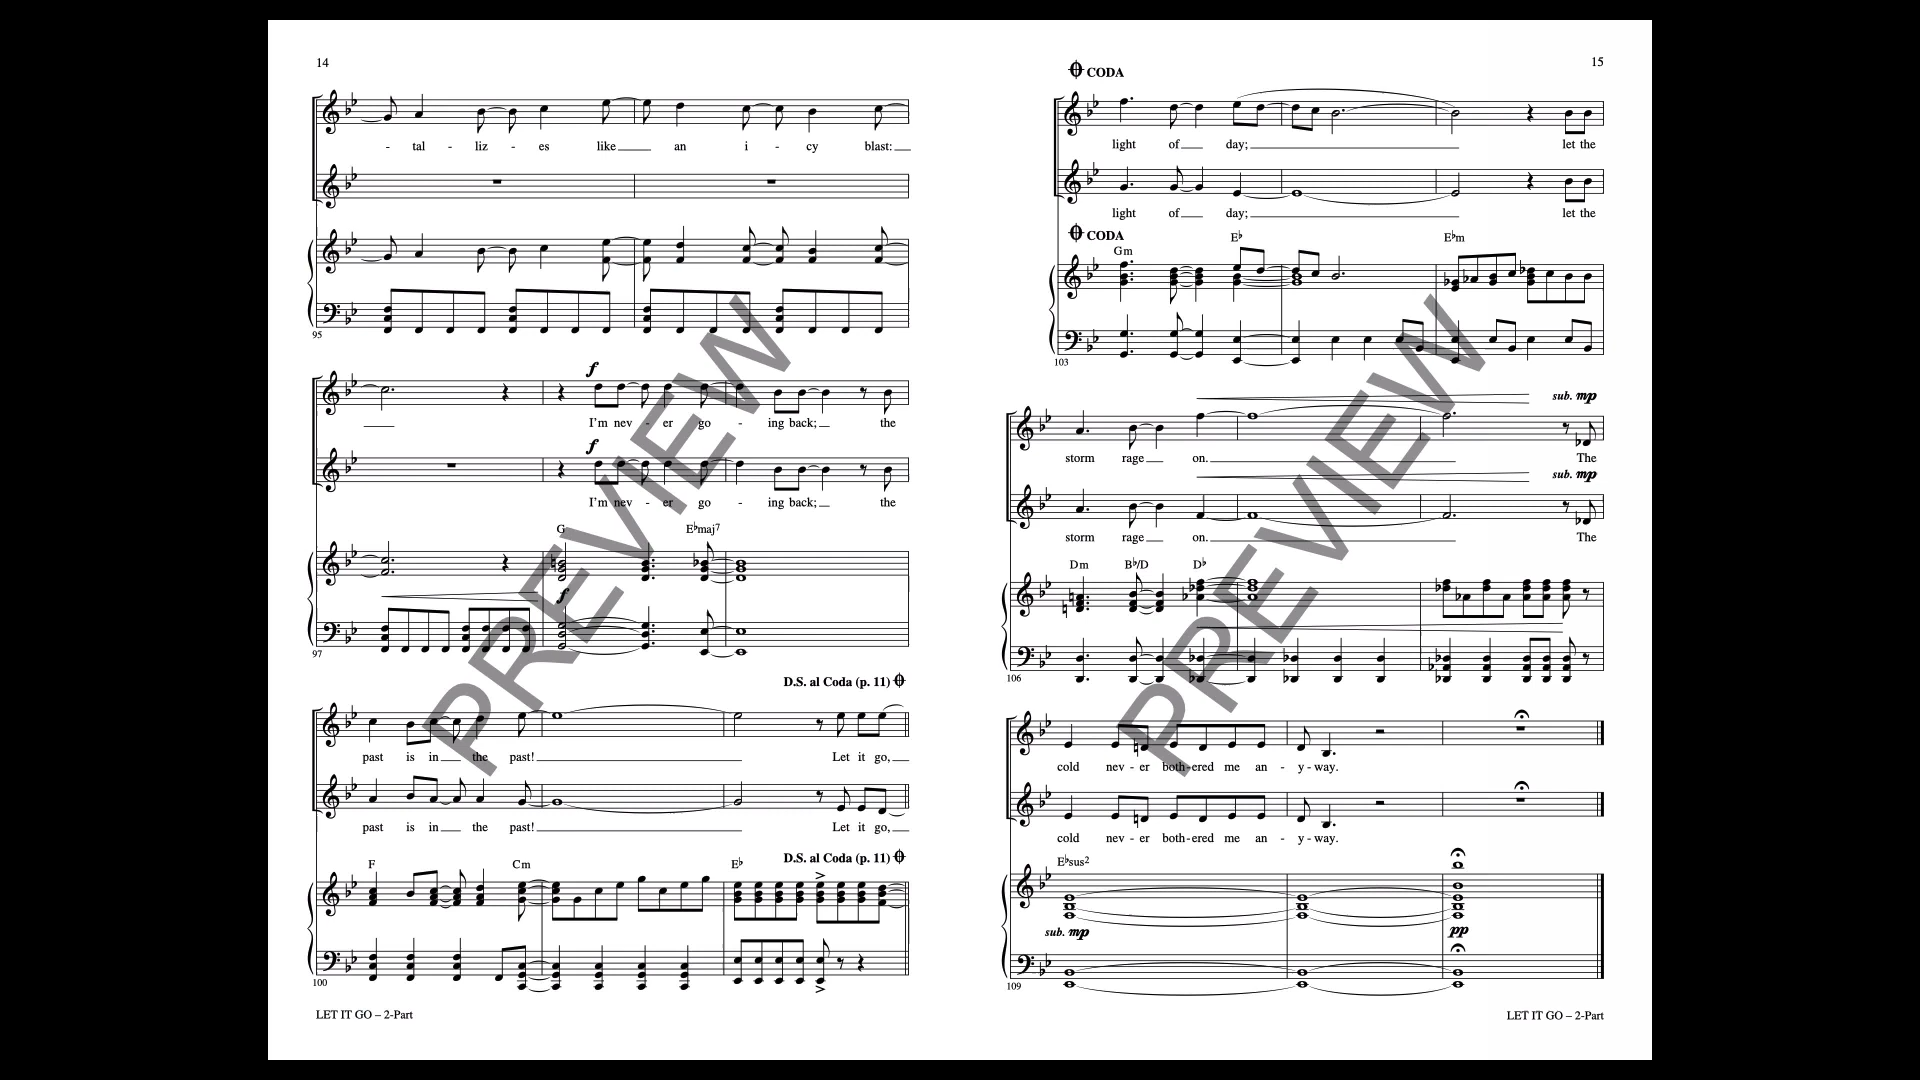 14
- tal - liz - es like an i - cy blast:
95
f
I'm nev - er go - ing back; the
f
I'm nev - er go - ing back; the
G E♭maj7
f
97
D.S. al Coda (p. 11)
past is in the past! Let it go,
past is in the past! Let it go,
D.S. al Coda (p. 11)
F Cm E♭
100
LET IT GO – 2-Part
15
CODA
light of day; let the
light of day; let the
CODA
Gm E♭ E♭m
103
sub. mp
storm rage on. The
sub. mp
storm rage on. The
Dm B♭/D D♭
106
cold nev - er both - ered me an - y - way.
cold nev - er both - ered me an - y - way.
E♭sus2
sub. mp pp
109
LET IT GO – 2-Part
PREVIEW
PREVIEW